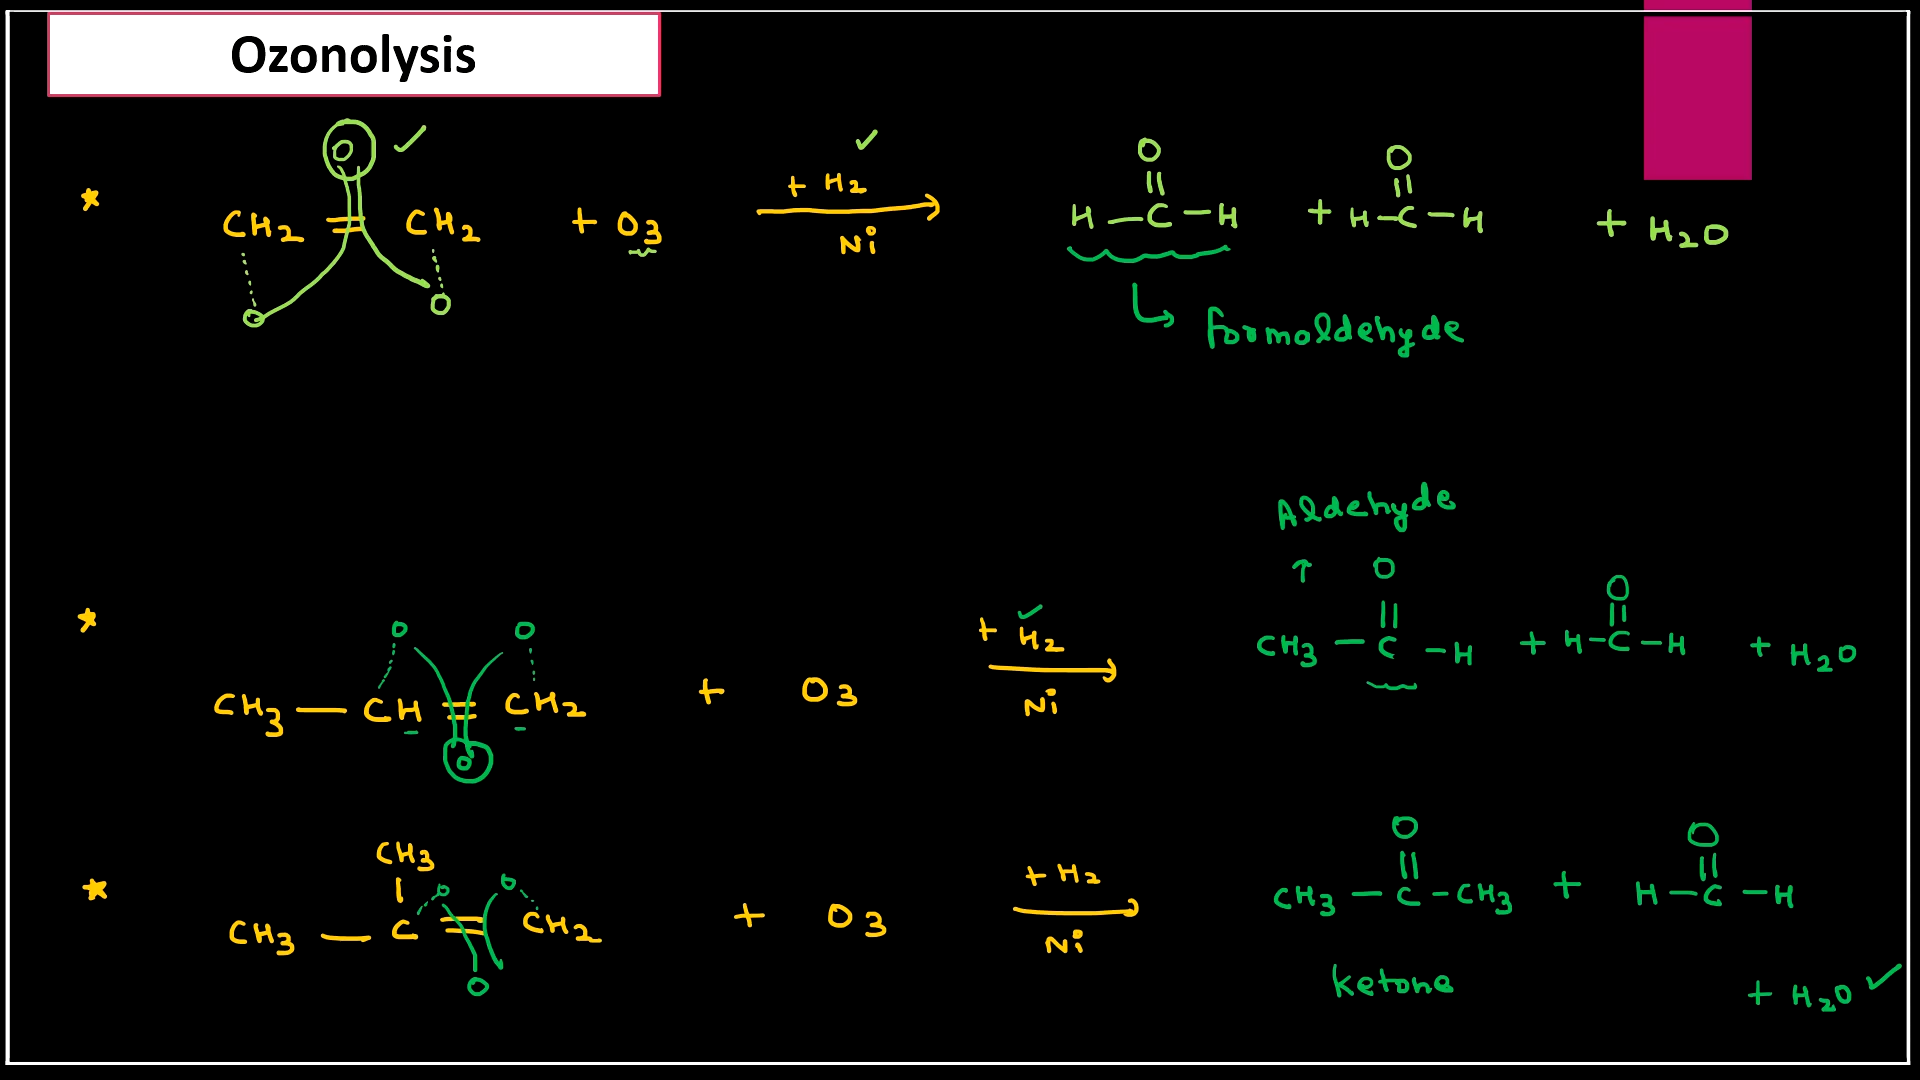 Ozonolysis
O ✓
* CH2 = CH2 + O3 + H2 ✓ Ni → H — C — H + H — C — H + H2O
O O
O O
↳ formaldehyde
Aldehyde
↑
* CH3 — CH = CH2 + O3 + H2 ✓ Ni → CH3 — C — H + H — C — H + H2O
O O O
O O
CH3
* CH3 — C = CH2 + O3 + H2 Ni → CH3 — C — CH3 + H — C — H
O O O
O O
ketone + H2O ✓